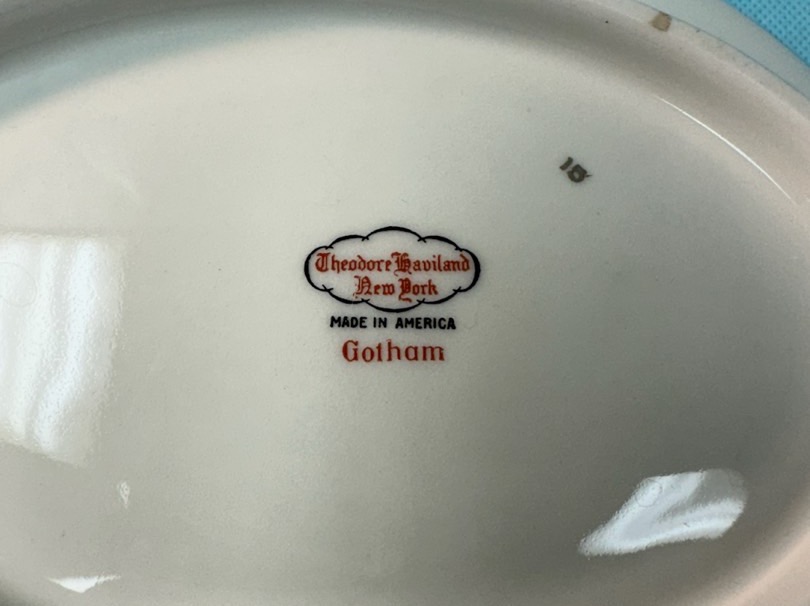 15
Theodore Haviland
New York
MADE IN AMERICA
Gotham